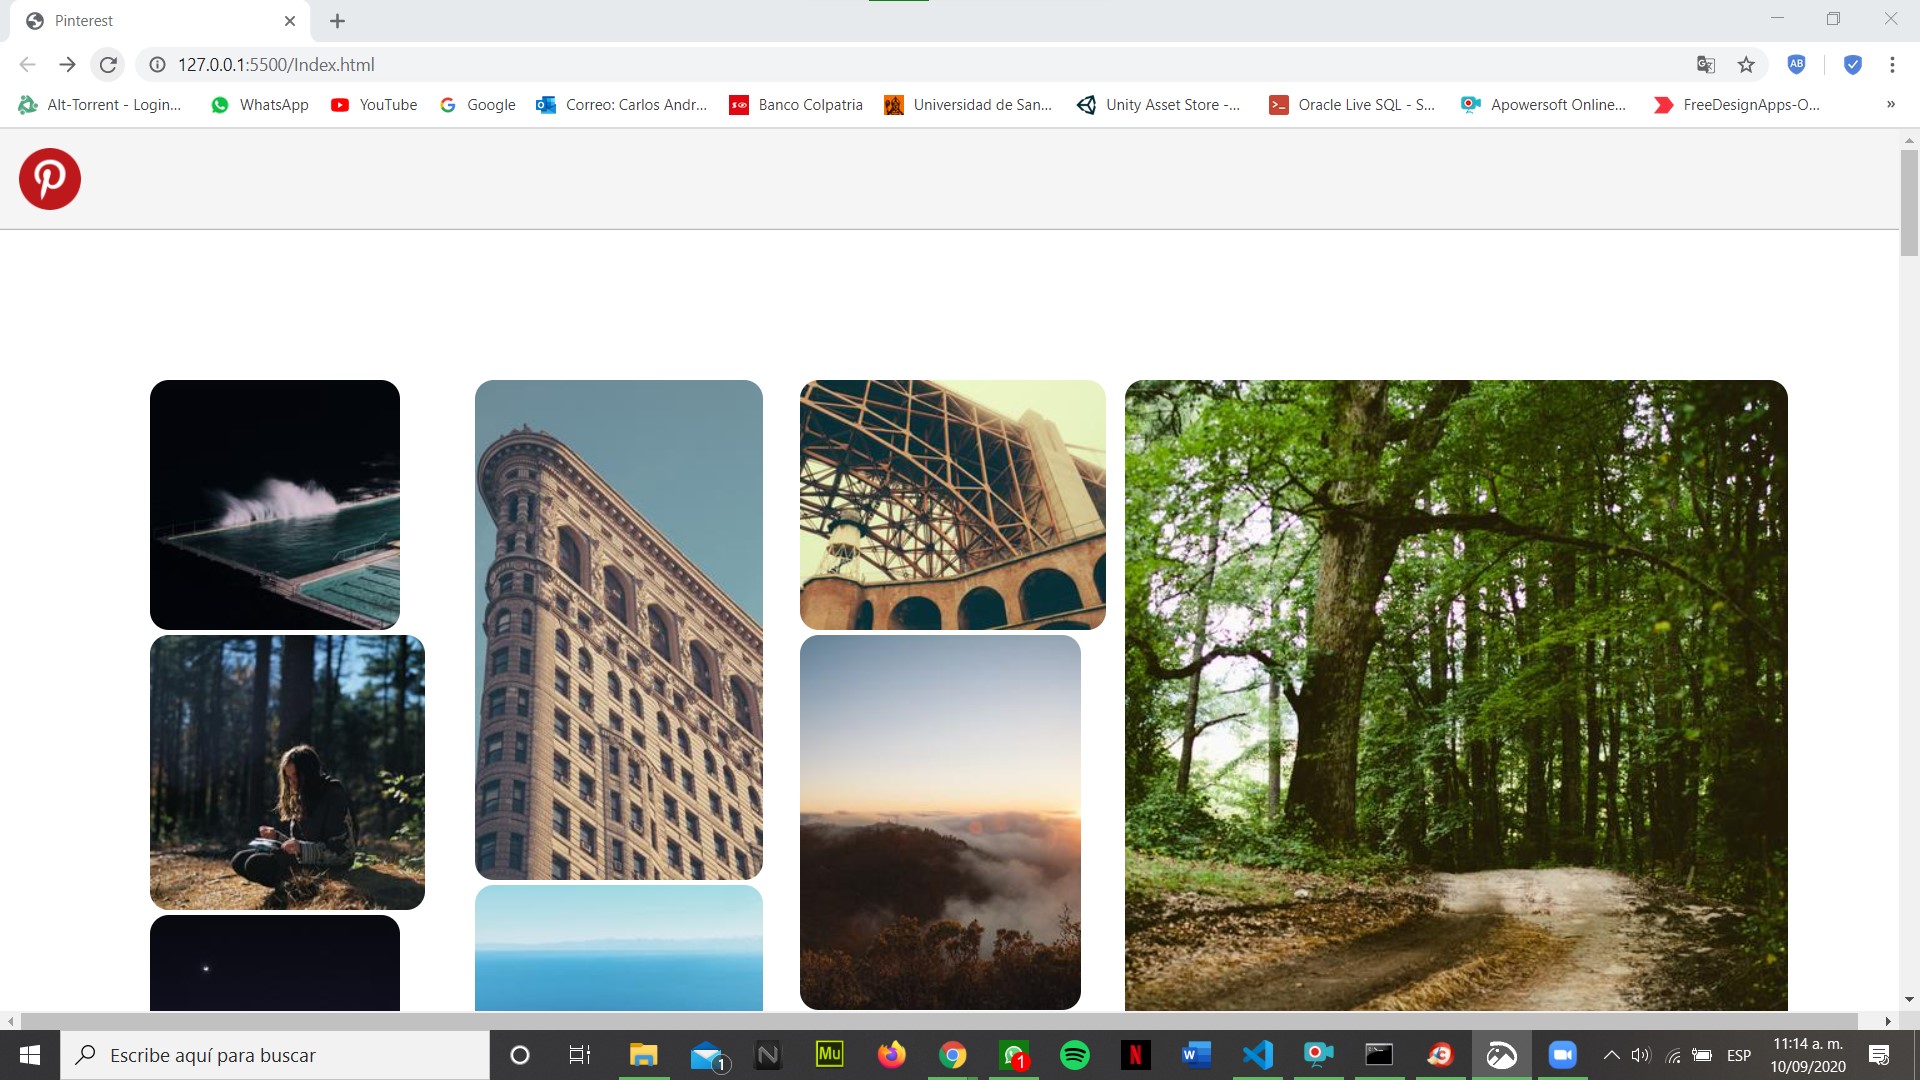 Pinterest
127.0.0.1:5500/Index.html
Alt-Torrent - Login... WhatsApp YouTube Google Correo: Carlos Andr... Banco Colpatria Universidad de San... Unity Asset Store -... Oracle Live SQL - S... Apowersoft Online... FreeDesignApps-O... »
Escribe aquí para buscar
1
Mu
1
ESP
11:14 a. m.
10/09/2020